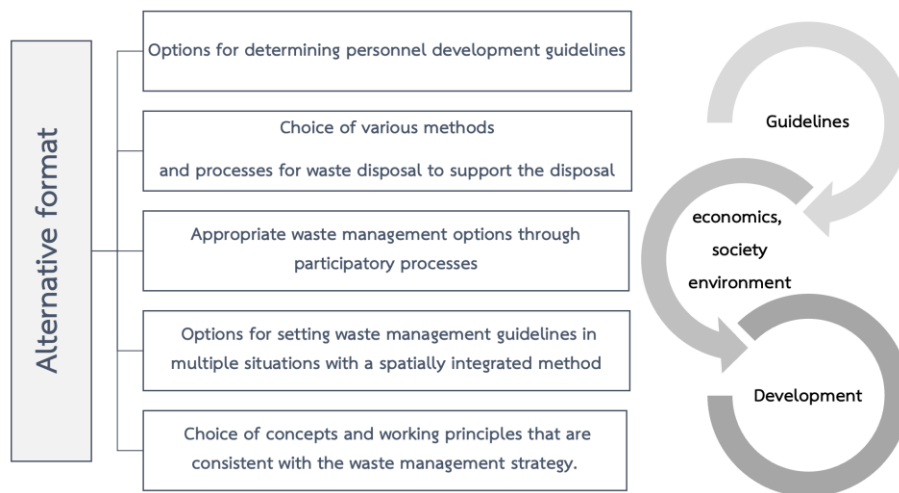 Alternative format
Options for determining personnel development guidelines
Choice of various methods
and processes for waste disposal to support the disposal
Appropriate waste management options through
participatory processes
Options for setting waste management guidelines in
multiple situations with a spatially integrated method
Choice of concepts and working principles that are
consistent with the waste management strategy.
Guidelines
economics,
society
environment
Development